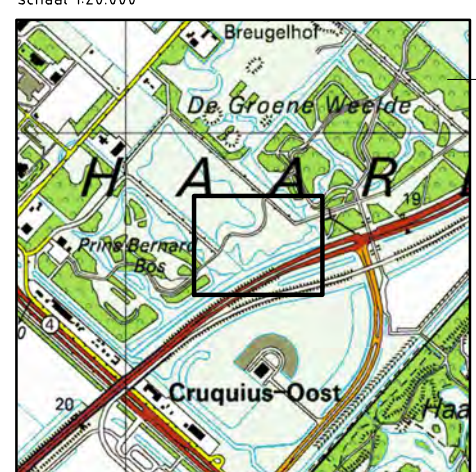 schaal 1:20.000
Breugelhof
De Groene Weelde
H A A R
19
Prins Bernard
Bos
4
Cruquius-Oost
Haa
20